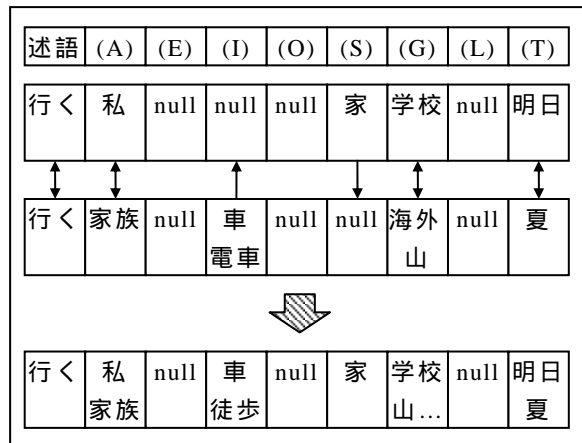 述語 (A) (E) (I) (O) (S) (G) (L) (T)
行く 私 null null null 家 学校 null 明日
行く 家族 null 車 null null 海外 null 夏
電車 山
行く 私 null 車 null 家 学校 null 明日
家族 徒歩 山… 夏